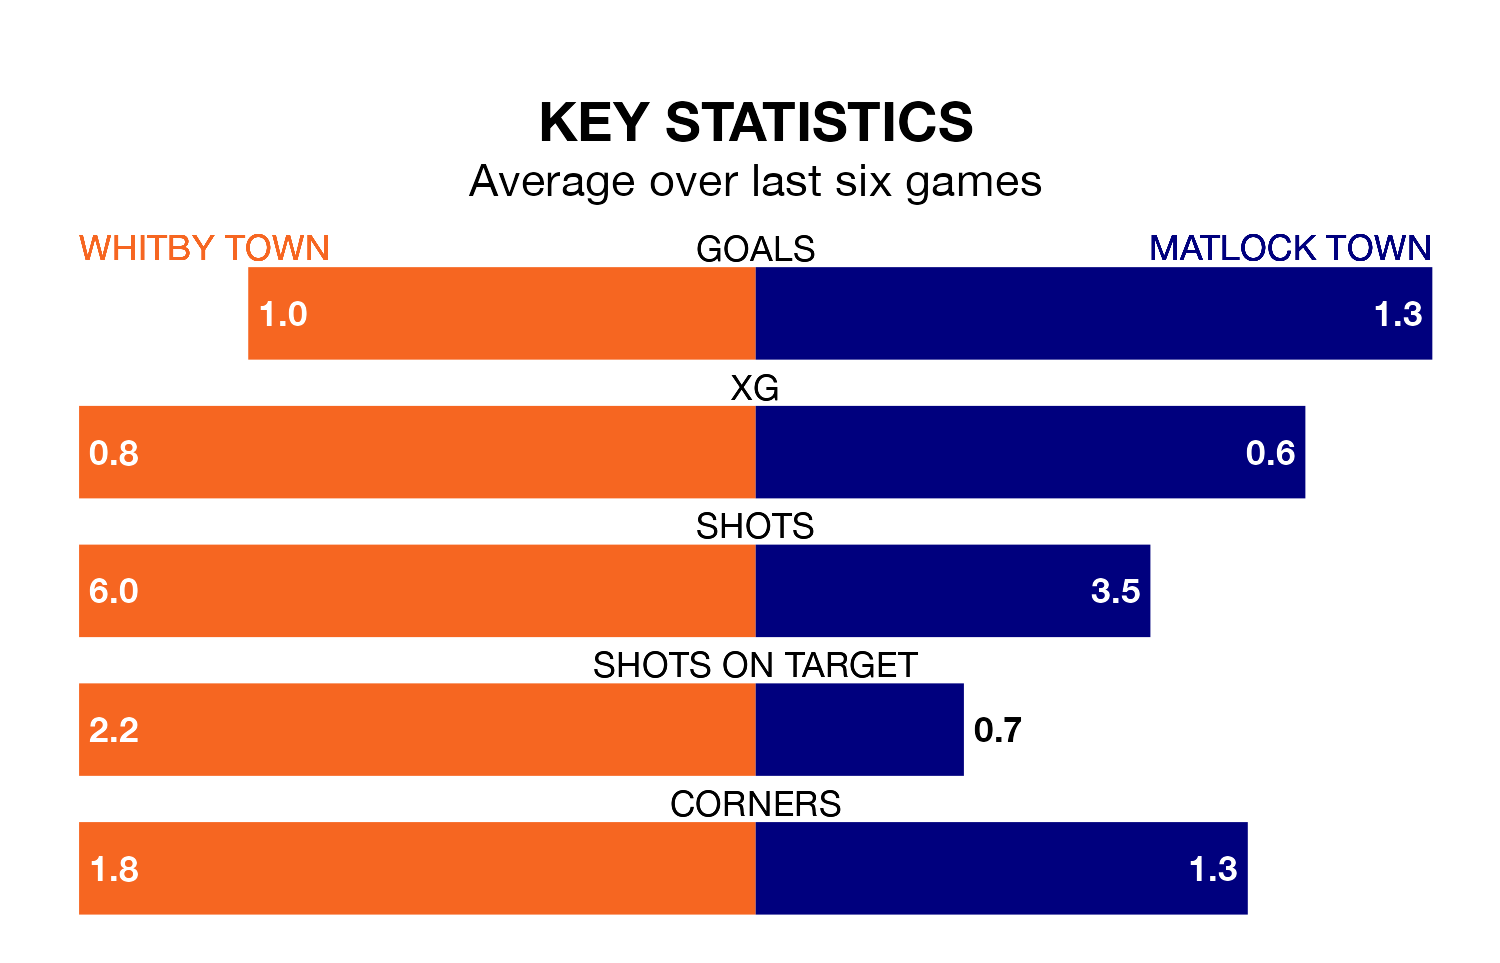 KEY STATISTICS
Average over last six games
WHITBY TOWN GOALS MATLOCK TOWN
1.0 1.3
XG
0.8 0.6
SHOTS
6.0 3.5
SHOTS ON TARGET
2.2 0.7
CORNERS
1.8 1.3